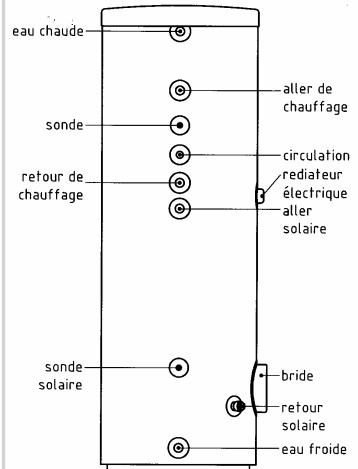 eau chaude
aller de
chauffage
sonde
circulation
retour de
chauffage
rediateur
électrique
aller
solaire
sonde
solaire
bride
retour
solaire
eau froide